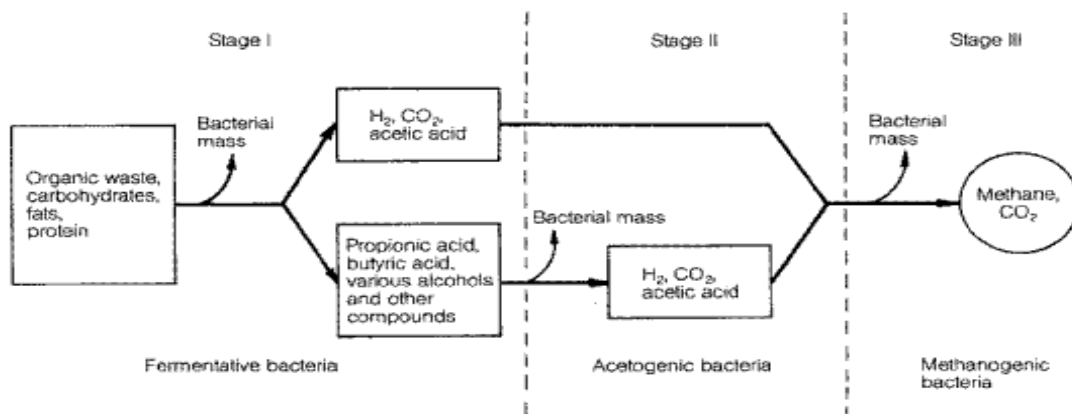 Stage I
Stage II
Stage III
Organic waste,
carbohydrates,
fats,
protein
Bacterial
mass
H₂, CO₂,
acetic acid
Propionic acid,
butyric acid,
various alcohols
and other
compounds
Bacterial mass
H₂, CO₂,
acetic acid
Bacterial
mass
Methane,
CO₂
Fermentative bacteria
Acetogenic bacteria
Methanogenic
bacteria